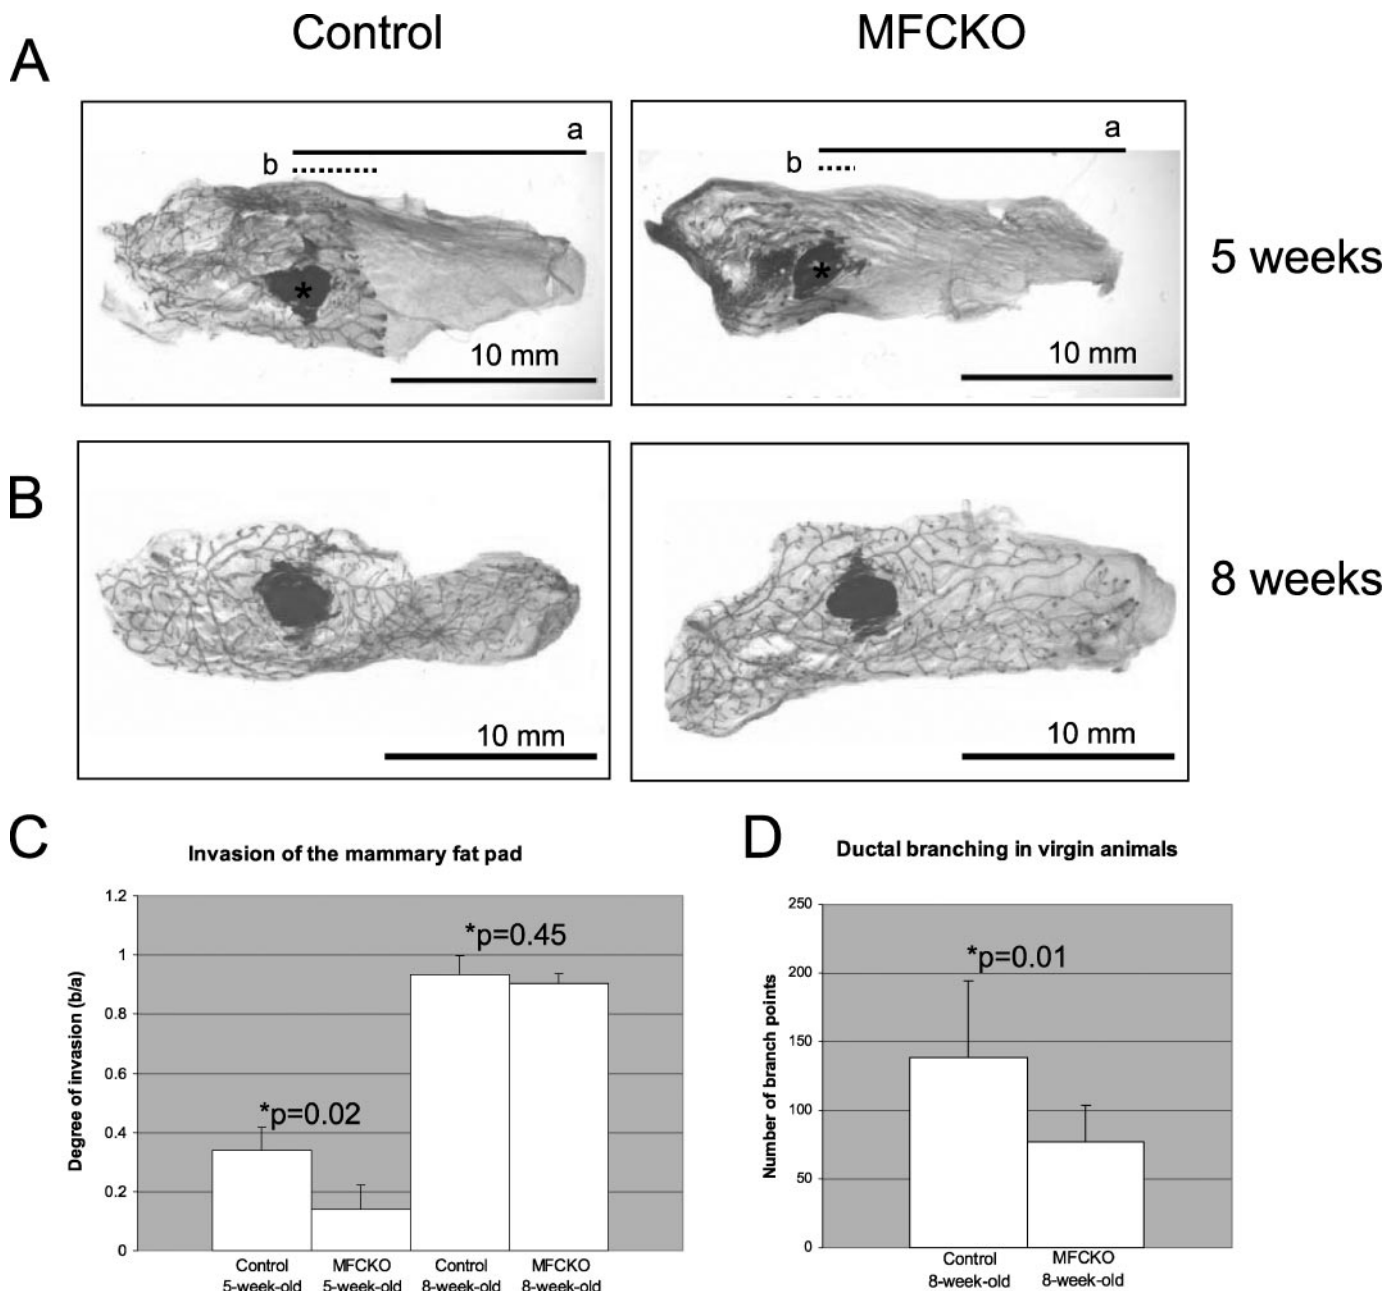 Control
MFCKO
A
a
b
*
10 mm
a
b
*
10 mm
5 weeks
B
10 mm
10 mm
8 weeks
C
Invasion of the mammary fat pad
Degree of invasion (b/a)
1.2
1
0.8
0.6
0.4
0.2
0
*p=0.02
*p=0.45
Control
5-week-old
MFCKO
5-week-old
Control
8-week-old
MFCKO
8-week-old
D
Ductal branching in virgin animals
Number of branch points
250
200
150
100
50
0
*p=0.01
Control
8-week-old
MFCKO
8-week-old